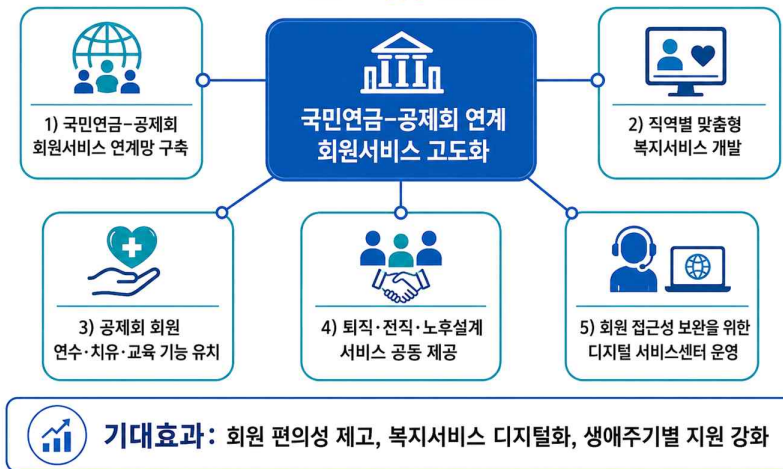 국민연금-공제회 연계
회원서비스 고도화
1) 국민연금-공제회
회원서비스 연계망 구축
2) 직역별 맞춤형
복지서비스 개발
3) 공제회 회원
연수·치유·교육 기능 유치
4) 퇴직·전직·노후설계
서비스 공동 제공
5) 회원 접근성 보완을 위한
디지털 서비스센터 운영
기대효과: 회원 편의성 제고, 복지서비스 디지털화, 생애주기별 지원 강화